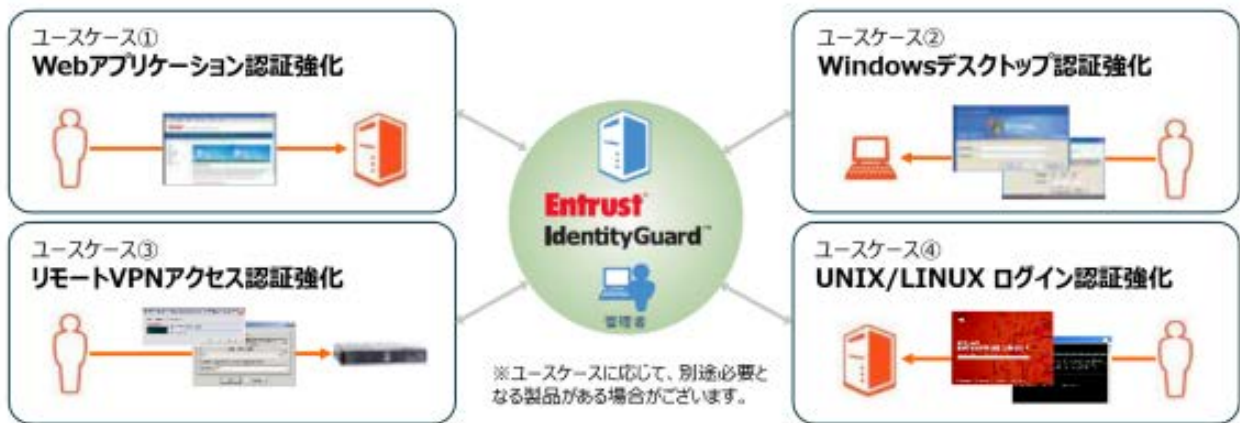 ユースケース①
Webアプリケーション認証強化
ユースケース②
Windowsデスクトップ認証強化
Entrust
Entrust®
IdentityGuard™
管理者
ユースケース③
リモートVPNアクセス認証強化
ユースケース④
UNIX/LINUX ログイン認証強化
※ユースケースに応じて、別途必要と
なる製品がある場合がございます。